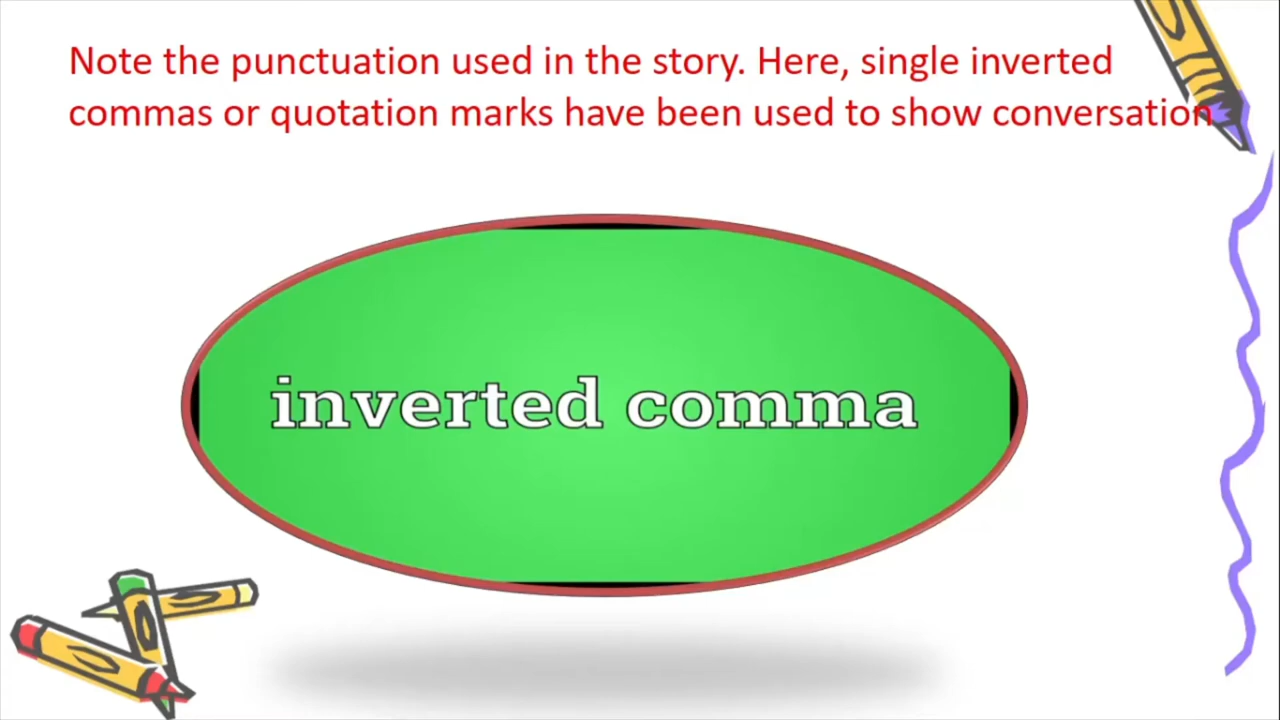 Note the punctuation used in the story. Here, single inverted
commas or quotation marks have been used to show conversation
inverted comma